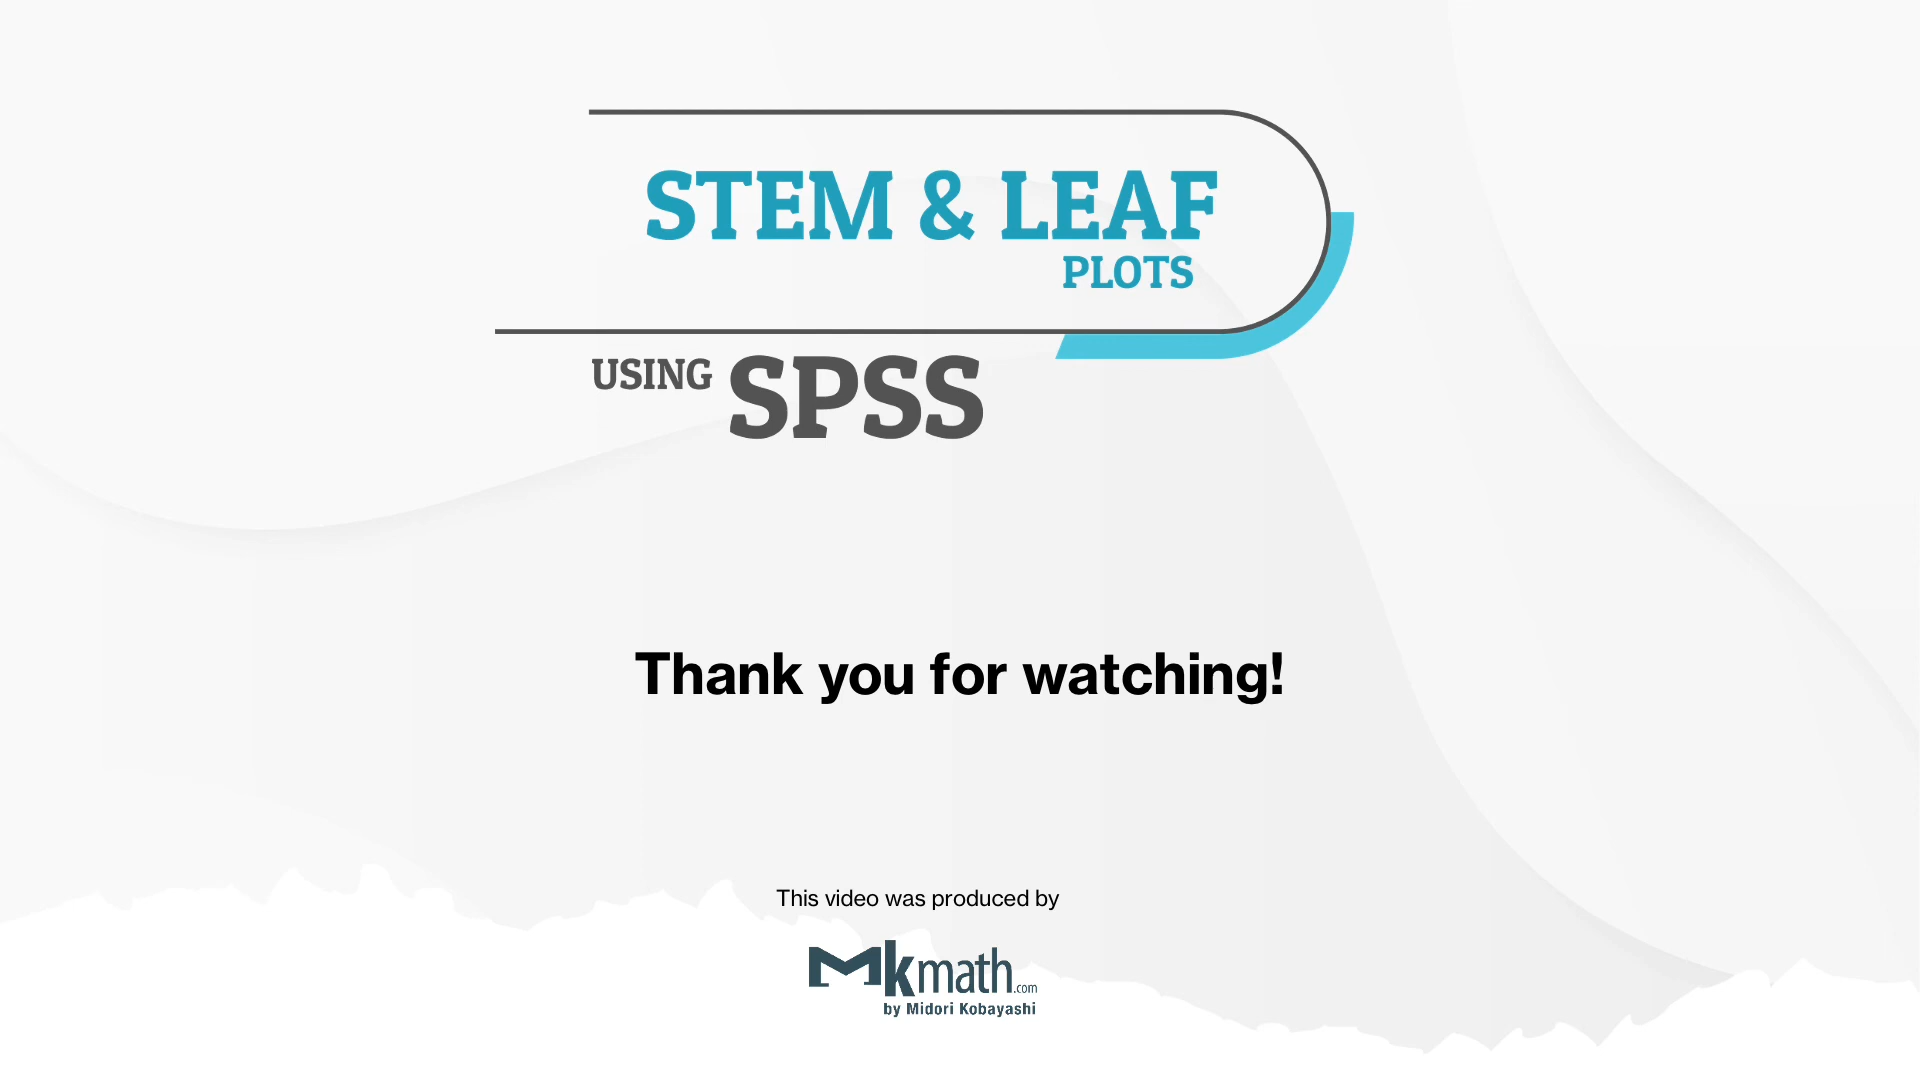 STEM & LEAF
PLOTS
USING SPSS
Thank you for watching!
This video was produced by
Mkmath.com
by Midori Kobayashi